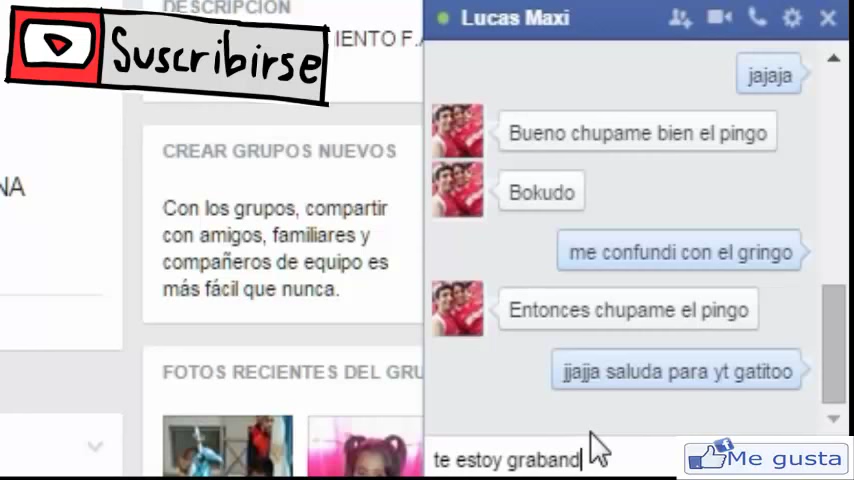 DESCRIPCIÓN
IENTO F.A
Suscribirse
NA
CREAR GRUPOS NUEVOS
Con los grupos, compartir
con amigos, familiares y
compañeros de equipo es
más fácil que nunca.
FOTOS RECIENTES DEL GRU
Lucas Maxi
jajaja
Bueno chupame bien el pingo
Bokudo
me confundi con el gringo
Entonces chupame el pingo
jjajja saluda para yt gatitoo
te estoy graband
Me gusta